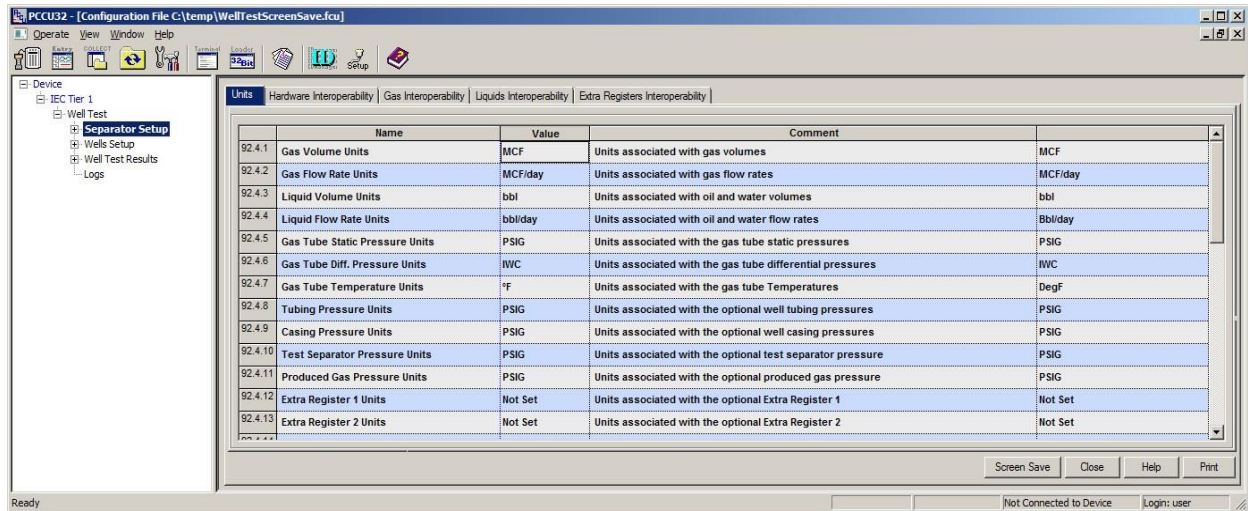 PCCU32 - [Configuration File C:\temp\WellTestScreenSave.fcu]
Operate View Window Help
Entry COLLECT Terminal Loader
32Bit
Setup
Device
IEC Tier 1
Well Test
Separator Setup
Wells Setup
Well Test Results
Logs
Units Hardware Interoperability Gas Interoperability Liquids Interoperability Extra Registers Interoperability
Name Value Comment
92.4.1 Gas Volume Units MCF Units associated with gas volumes MCF
92.4.2 Gas Flow Rate Units MCF/day Units associated with gas flow rates MCF/day
92.4.3 Liquid Volume Units bbl Units associated with oil and water volumes bbl
92.4.4 Liquid Flow Rate Units bbl/day Units associated with oil and water flow rates Bbl/day
92.4.5 Gas Tube Static Pressure Units PSIG Units associated with the gas tube static pressures PSIG
92.4.6 Gas Tube Diff. Pressure Units IWC Units associated with the gas tube differential pressures IWC
92.4.7 Gas Tube Temperature Units °F Units associated with the gas tube Temperatures DegF
92.4.8 Tubing Pressure Units PSIG Units associated with the optional well tubing pressures PSIG
92.4.9 Casing Pressure Units PSIG Units associated with the optional well casing pressures PSIG
92.4.10 Test Separator Pressure Units PSIG Units associated with the optional test separator pressure PSIG
92.4.11 Produced Gas Pressure Units PSIG Units associated with the optional produced gas pressure PSIG
92.4.12 Extra Register 1 Units Not Set Units associated with the optional Extra Register 1 Not Set
92.4.13 Extra Register 2 Units Not Set Units associated with the optional Extra Register 2 Not Set
Screen Save Close Help Print
Ready Not Connected to Device Login: user